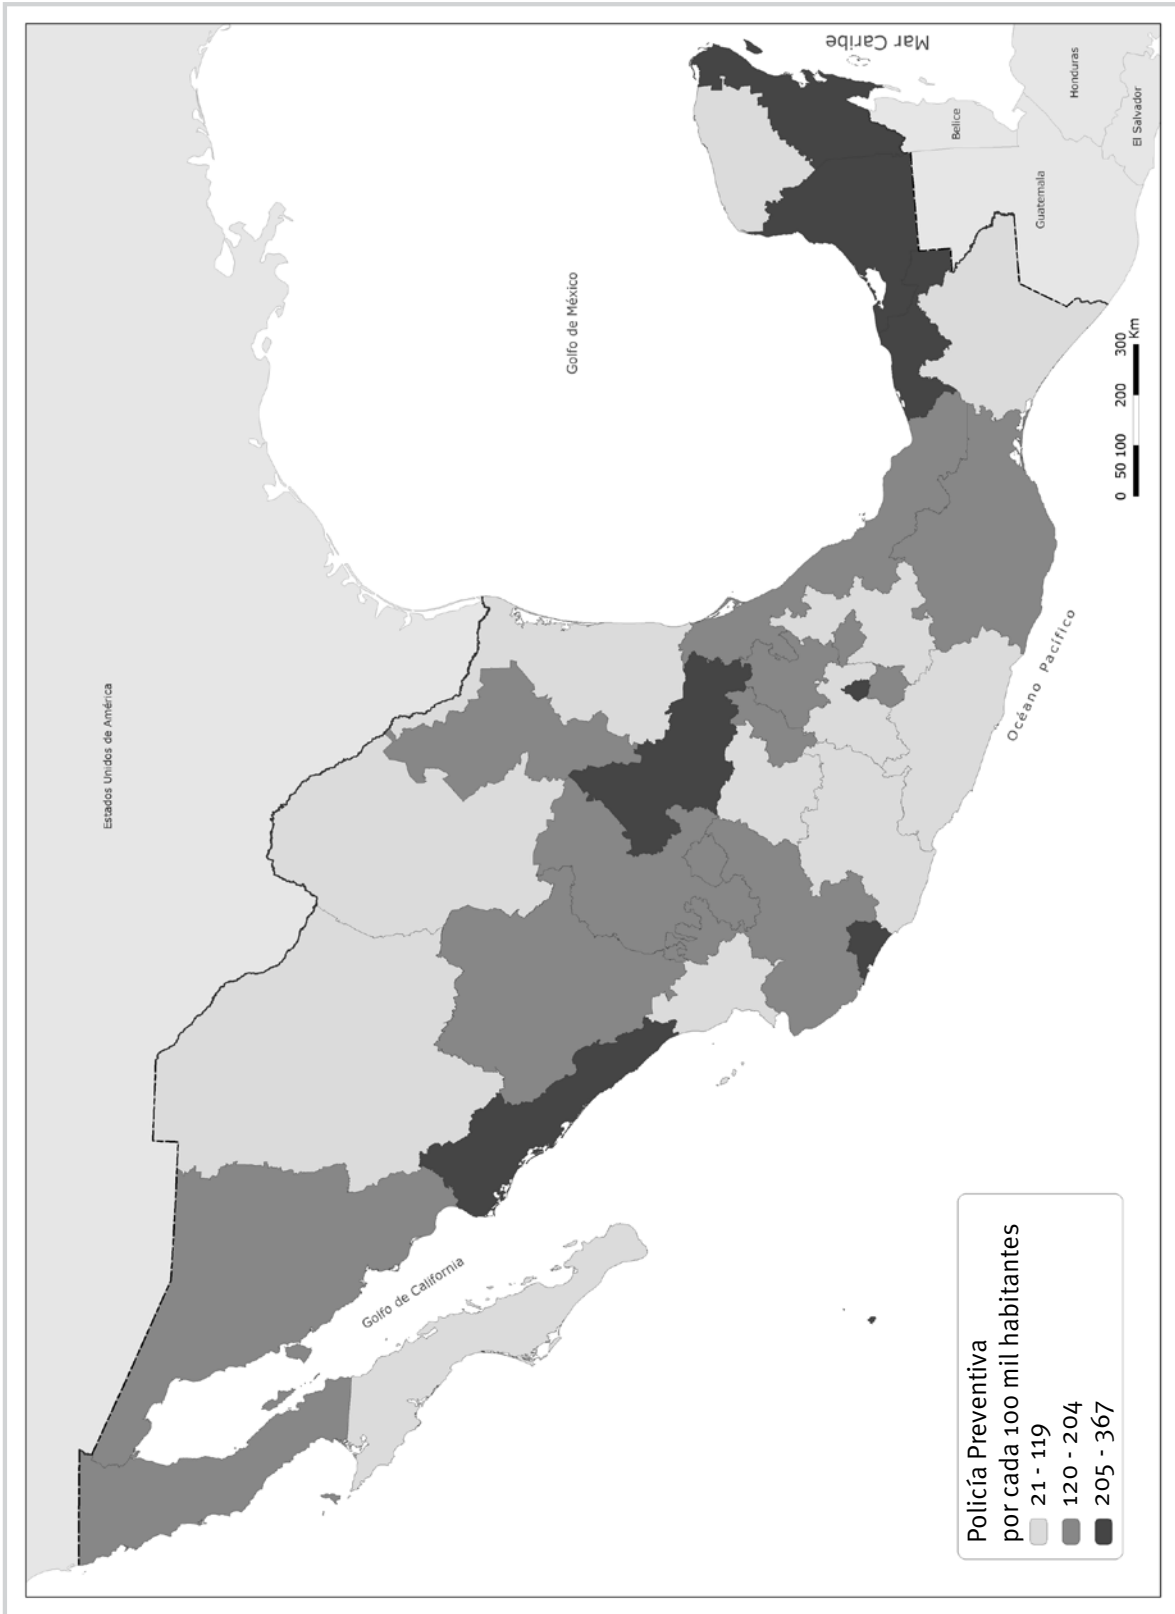 Estados Unidos de América
Golfo de México
Mar Caribe
Golfo de California
Océano Pacífico
Belice
Guatemala
Honduras
El Salvador
Policía Preventiva
por cada 100 mil habitantes
21 - 119
120 - 204
205 - 367
0 50 100 200 300
Km